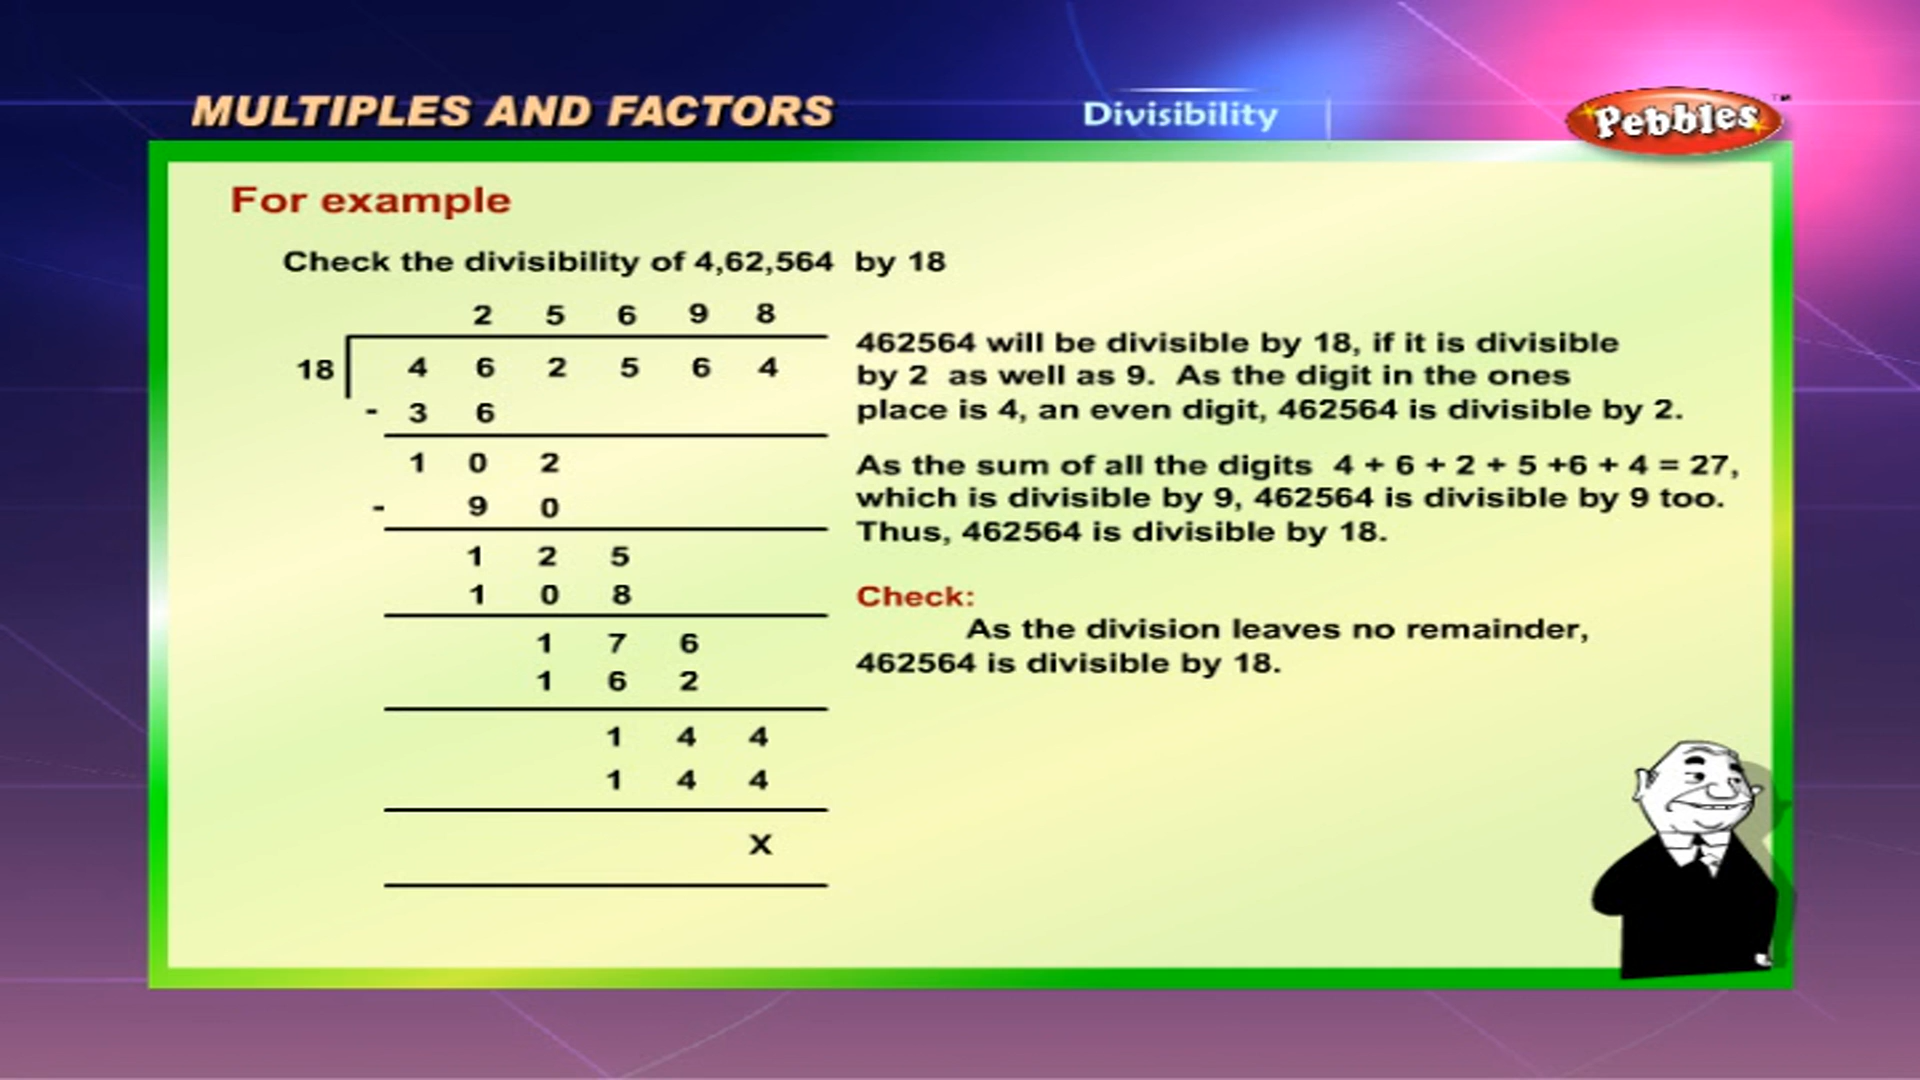 MULTIPLES AND FACTORS
Divisibility
Pebbles™
For example
Check the divisibility of 4,62,564 by 18
2 5 6 9 8
18 4 6 2 5 6 4
- 3 6
1 0 2
- 9 0
1 2 5
1 0 8
1 7 6
1 6 2
1 4 4
1 4 4
x
462564 will be divisible by 18, if it is divisible
by 2 as well as 9. As the digit in the ones
place is 4, an even digit, 462564 is divisible by 2.
As the sum of all the digits 4 + 6 + 2 + 5 +6 + 4 = 27,
which is divisible by 9, 462564 is divisible by 9 too.
Thus, 462564 is divisible by 18.
Check:
As the division leaves no remainder,
462564 is divisible by 18.